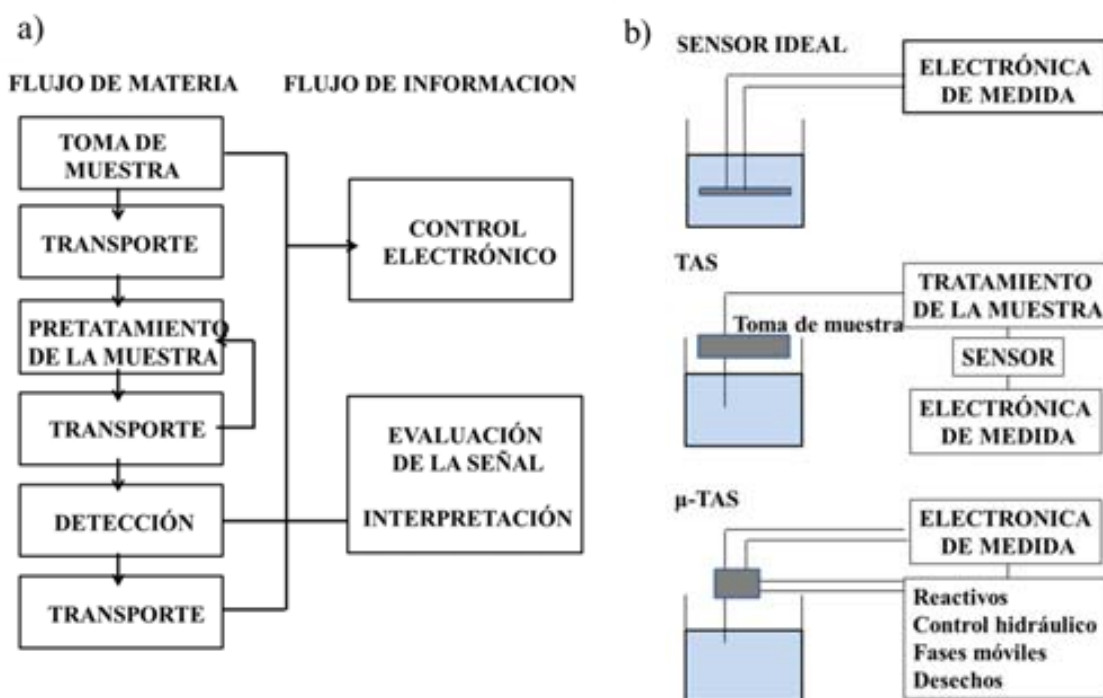 a)
FLUJO DE MATERIA
FLUJO DE INFORMACION
TOMA DE
MUESTRA
TRANSPORTE
PRETATAMIENTO
DE LA MUESTRA
TRANSPORTE
DETECCIÓN
TRANSPORTE
CONTROL
ELECTRÓNICO
EVALUACIÓN
DE LA SEÑAL
INTERPRETACIÓN
b)
SENSOR IDEAL
ELECTRÓNICA
DE MEDIDA
TAS
Toma de muestra
TRATAMIENTO
DE LA MUESTRA
SENSOR
ELECTRÓNICA
DE MEDIDA
µ-TAS
ELECTRONICA
DE MEDIDA
Reactivos
Control hidráulico
Fases móviles
Desechos